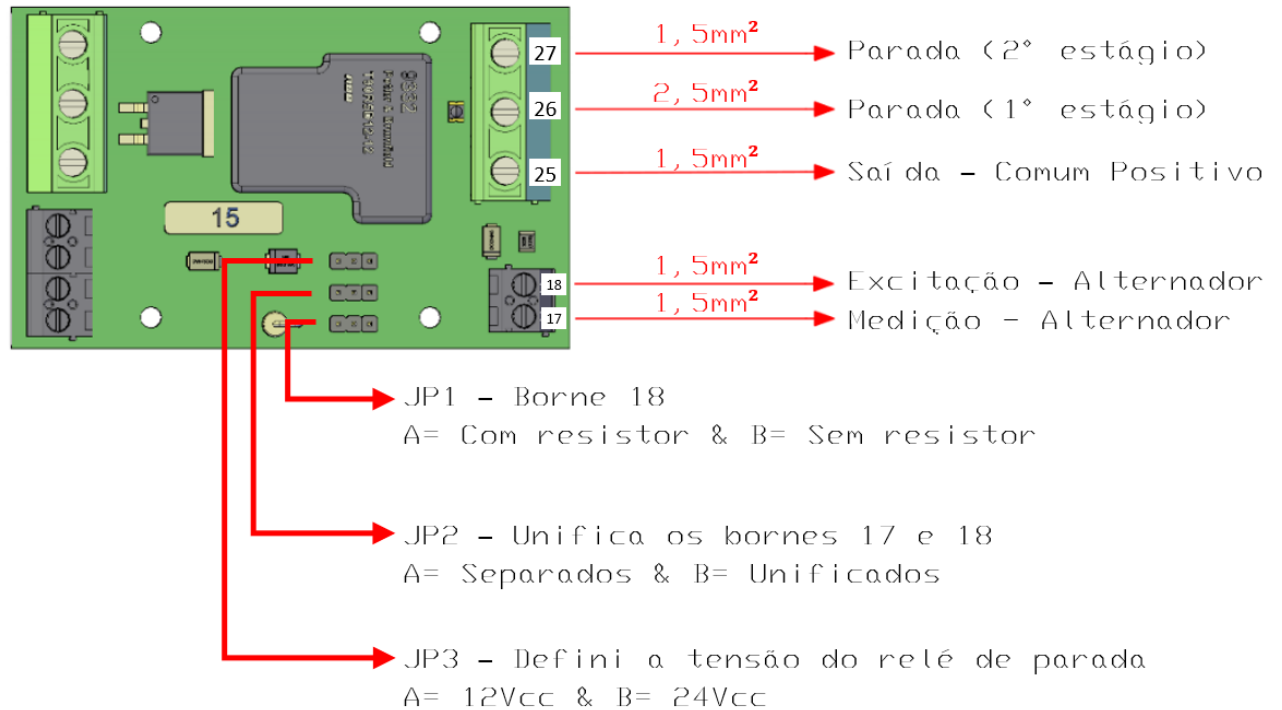 27 1,5mm² Parada (2° estágio)
26 2,5mm² Parada (1° estágio)
25 1,5mm² Saída - Comum Positivo
15
18 1,5mm² Excitação - Alternador
17 1,5mm² Medição - Alternador
JP1 - Borne 18
A= Com resistor & B= Sem resistor
JP2 - Unifica os bornes 17 e 18
A= Separados & B= Unificados
JP3 - Defini a tensão do relé de parada
A= 12Vcc & B= 24Vcc